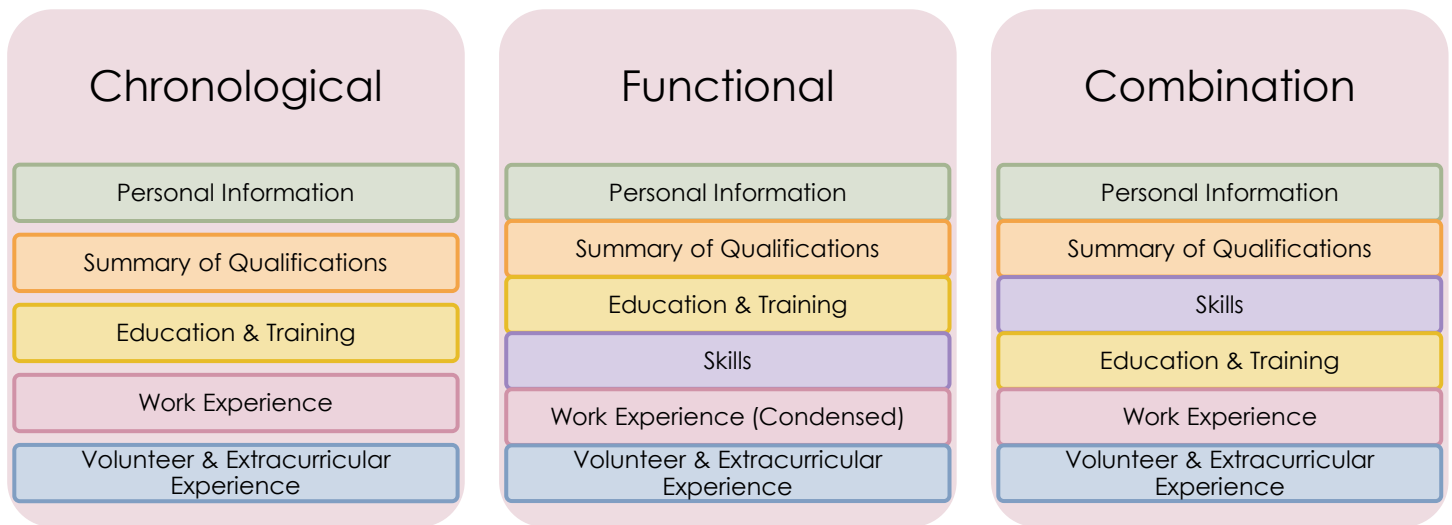 Chronological
Personal Information
Summary of Qualifications
Education & Training
Work Experience
Volunteer & Extracurricular
Experience
Functional
Personal Information
Summary of Qualifications
Education & Training
Skills
Work Experience (Condensed)
Volunteer & Extracurricular
Experience
Combination
Personal Information
Summary of Qualifications
Skills
Education & Training
Work Experience
Volunteer & Extracurricular
Experience